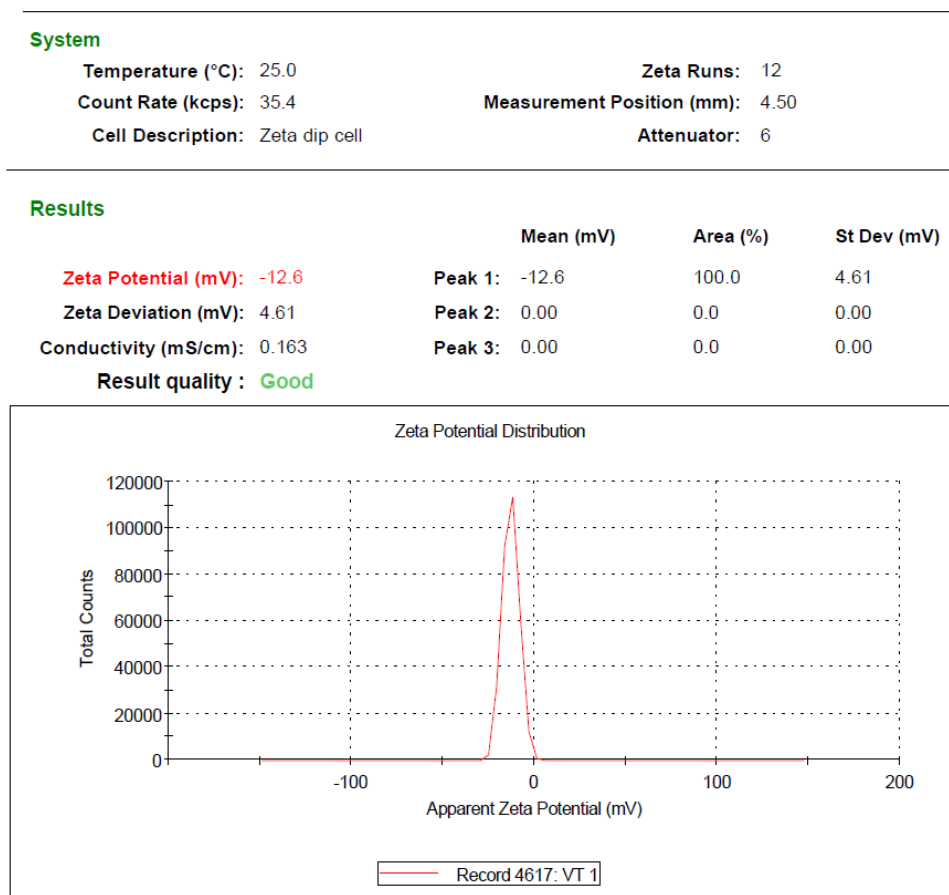 System
Temperature (°C): 25.0 Zeta Runs: 12
Count Rate (kcps): 35.4 Measurement Position (mm): 4.50
Cell Description: Zeta dip cell Attenuator: 6
Results
Mean (mV) Area (%) St Dev (mV)
Zeta Potential (mV): -12.6 Peak 1: -12.6 100.0 4.61
Zeta Deviation (mV): 4.61 Peak 2: 0.00 0.0 0.00
Conductivity (mS/cm): 0.163 Peak 3: 0.00 0.0 0.00
Result quality : Good
Zeta Potential Distribution
120000
100000
80000
60000
40000
20000
0
Total Counts
-100 0 100 200
Apparent Zeta Potential (mV)
Record 4617: VT 1